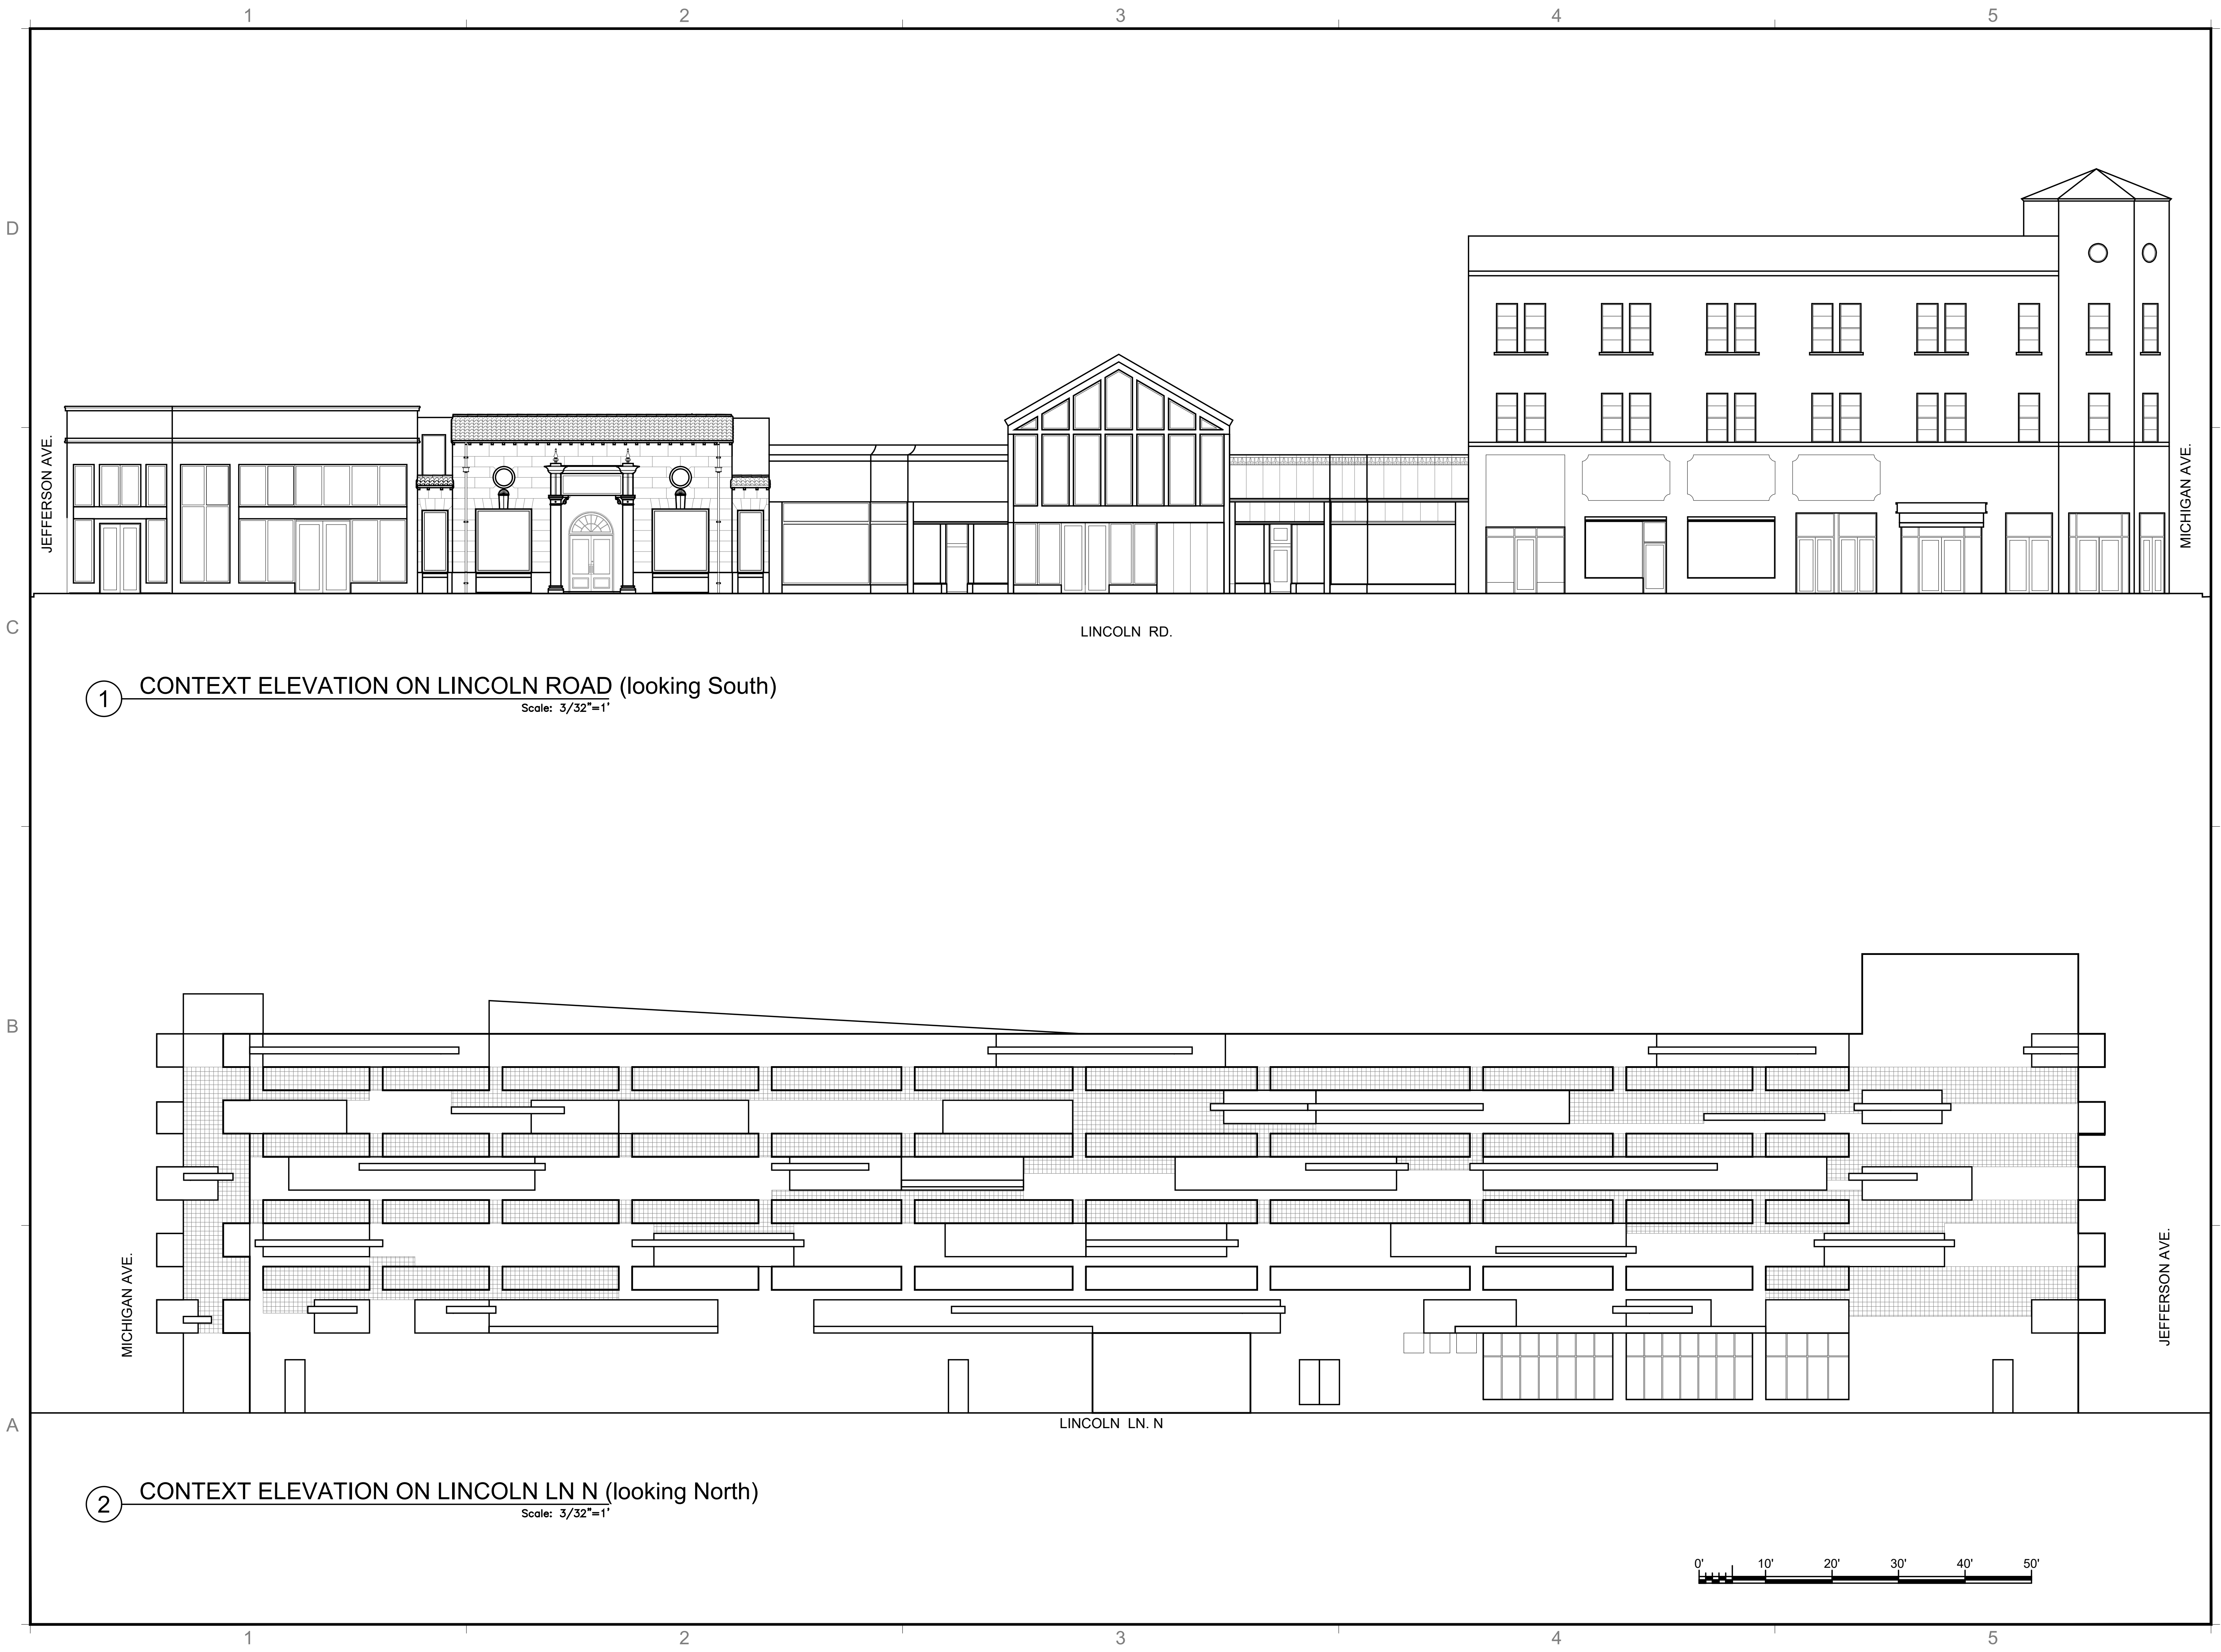 1 2 3 4 5
D
JEFFERSON AVE.
MICHIGAN AVE.
C
LINCOLN RD.
1 CONTEXT ELEVATION ON LINCOLN ROAD (looking South)
Scale: 3/32"=1'
B
MICHIGAN AVE.
JEFFERSON AVE.
A
LINCOLN LN. N
2 CONTEXT ELEVATION ON LINCOLN LN N (looking North)
Scale: 3/32"=1'
0' 10' 20' 30' 40' 50'
1 2 3 4 5